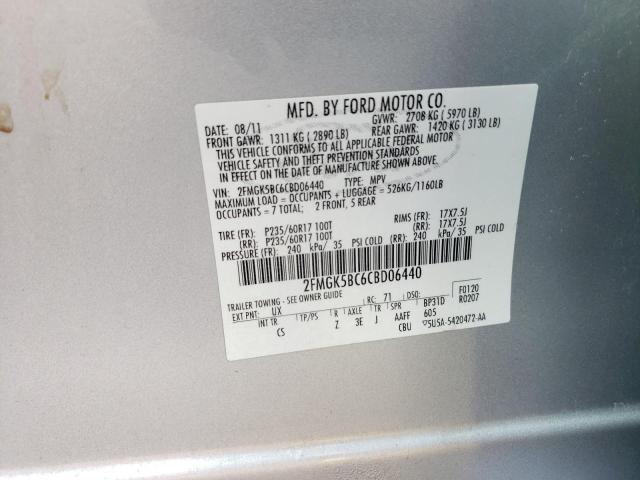 MFD. BY FORD MOTOR CO.
DATE: 08/11 GVWR: 2708 KG ( 5970 LB)
FRONT GAWR: 1311 KG ( 2890 LB) REAR GAWR: 1420 KG ( 3130 LB)
THIS VEHICLE CONFORMS TO ALL APPLICABLE FEDERAL MOTOR
VEHICLE SAFETY AND THEFT PREVENTION STANDARDS
IN EFFECT ON THE DATE OF MANUFACTURE SHOWN ABOVE.
VIN: 2FMGK5BC6CBD06440 TYPE: MPV
MAXIMUM LOAD = OCCUPANTS + LUGGAGE = 526KG/1160LB
OCCUPANTS = 7 TOTAL; 2 FRONT, 5 REAR
TIRE (FR): P235/60R17 100T RIMS (FR): 17X7.5J
(RR): P235/60R17 100T (RR): 17X7.5J
PRESSURE (FR): 240 kPa/ 35 PSI COLD (RR): 240 kPa/ 35 PSI COLD
2FMGK5BC6CBD06440
TRAILER TOWING - SEE OWNER GUIDE
EXT PNT: UX RC: 71 DSO: BP31D F0120
R0207
INT TR TP/PS R AXLE TR SPR 605
CS Z 3E J AAFF
CBU 5U5A-5420472-AA